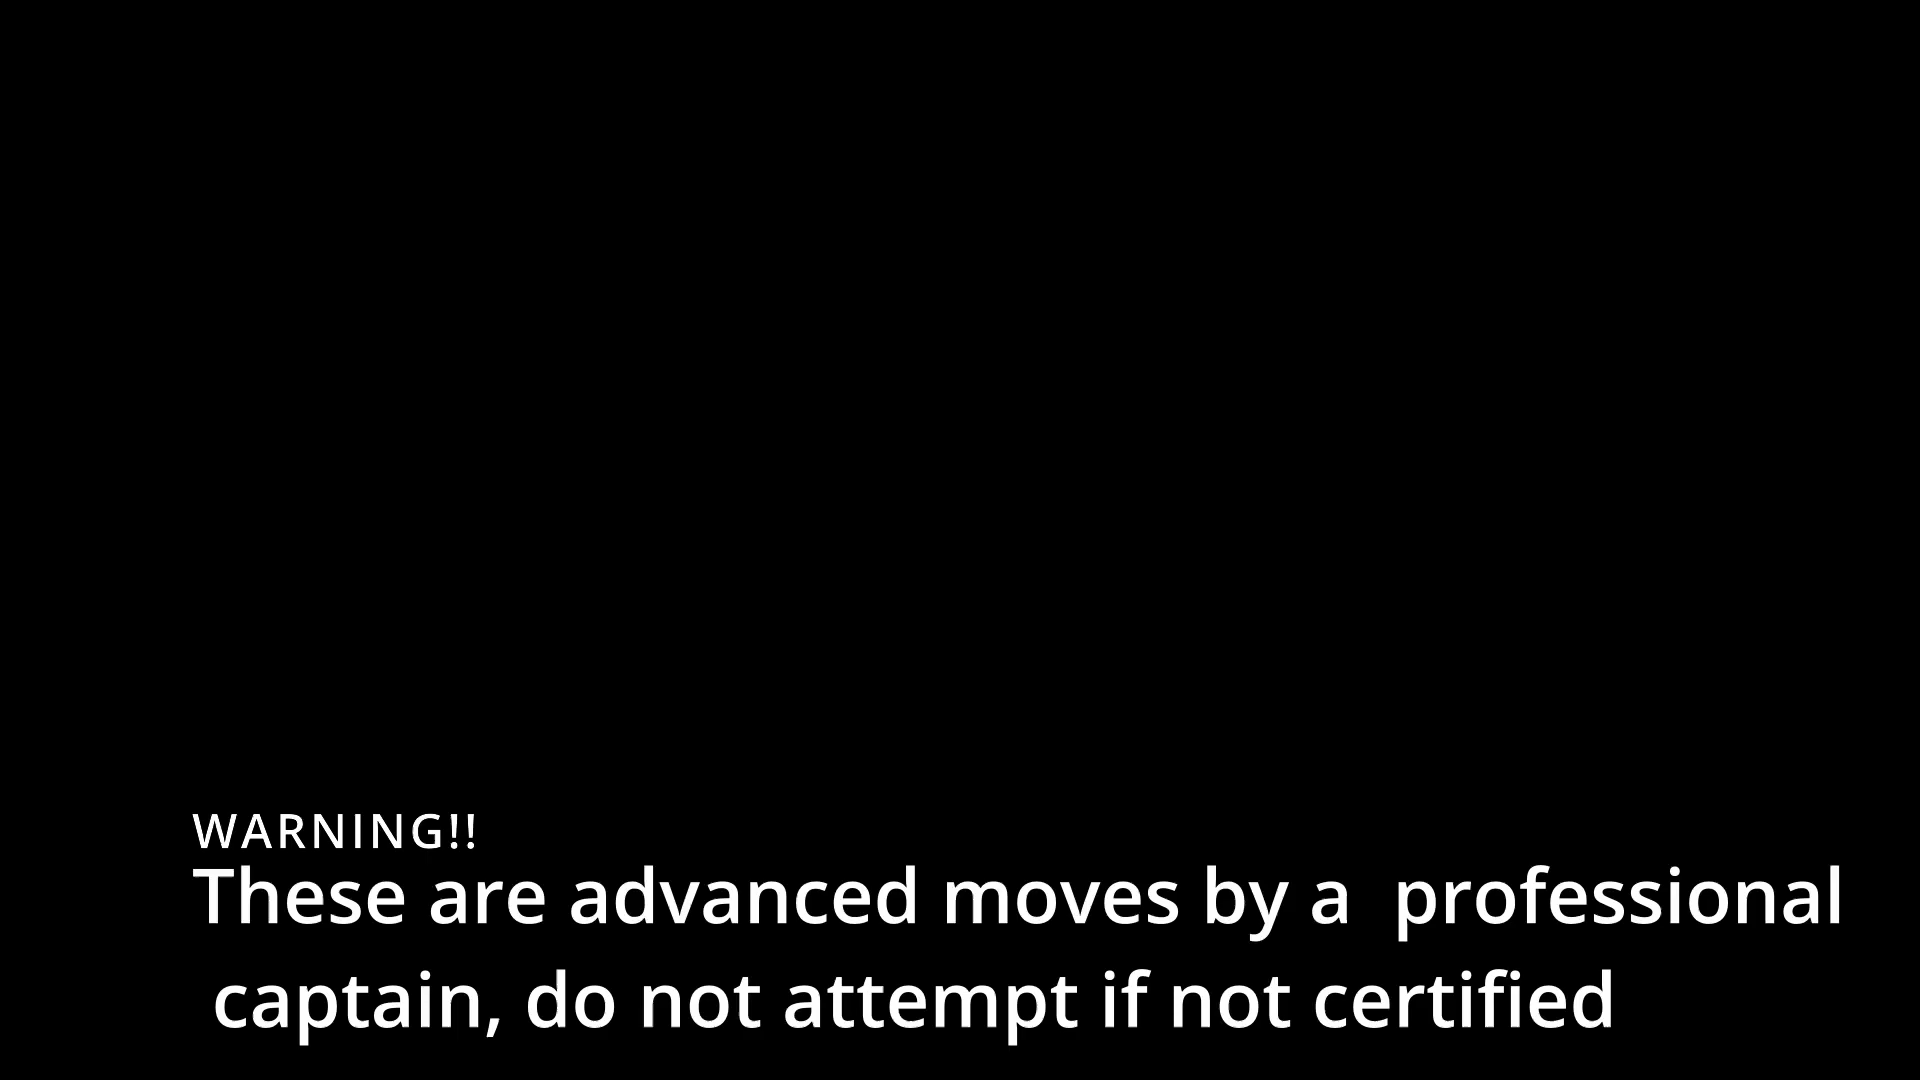 WARNING!!
These are advanced moves by a  professional
captain, do not attempt if not certified